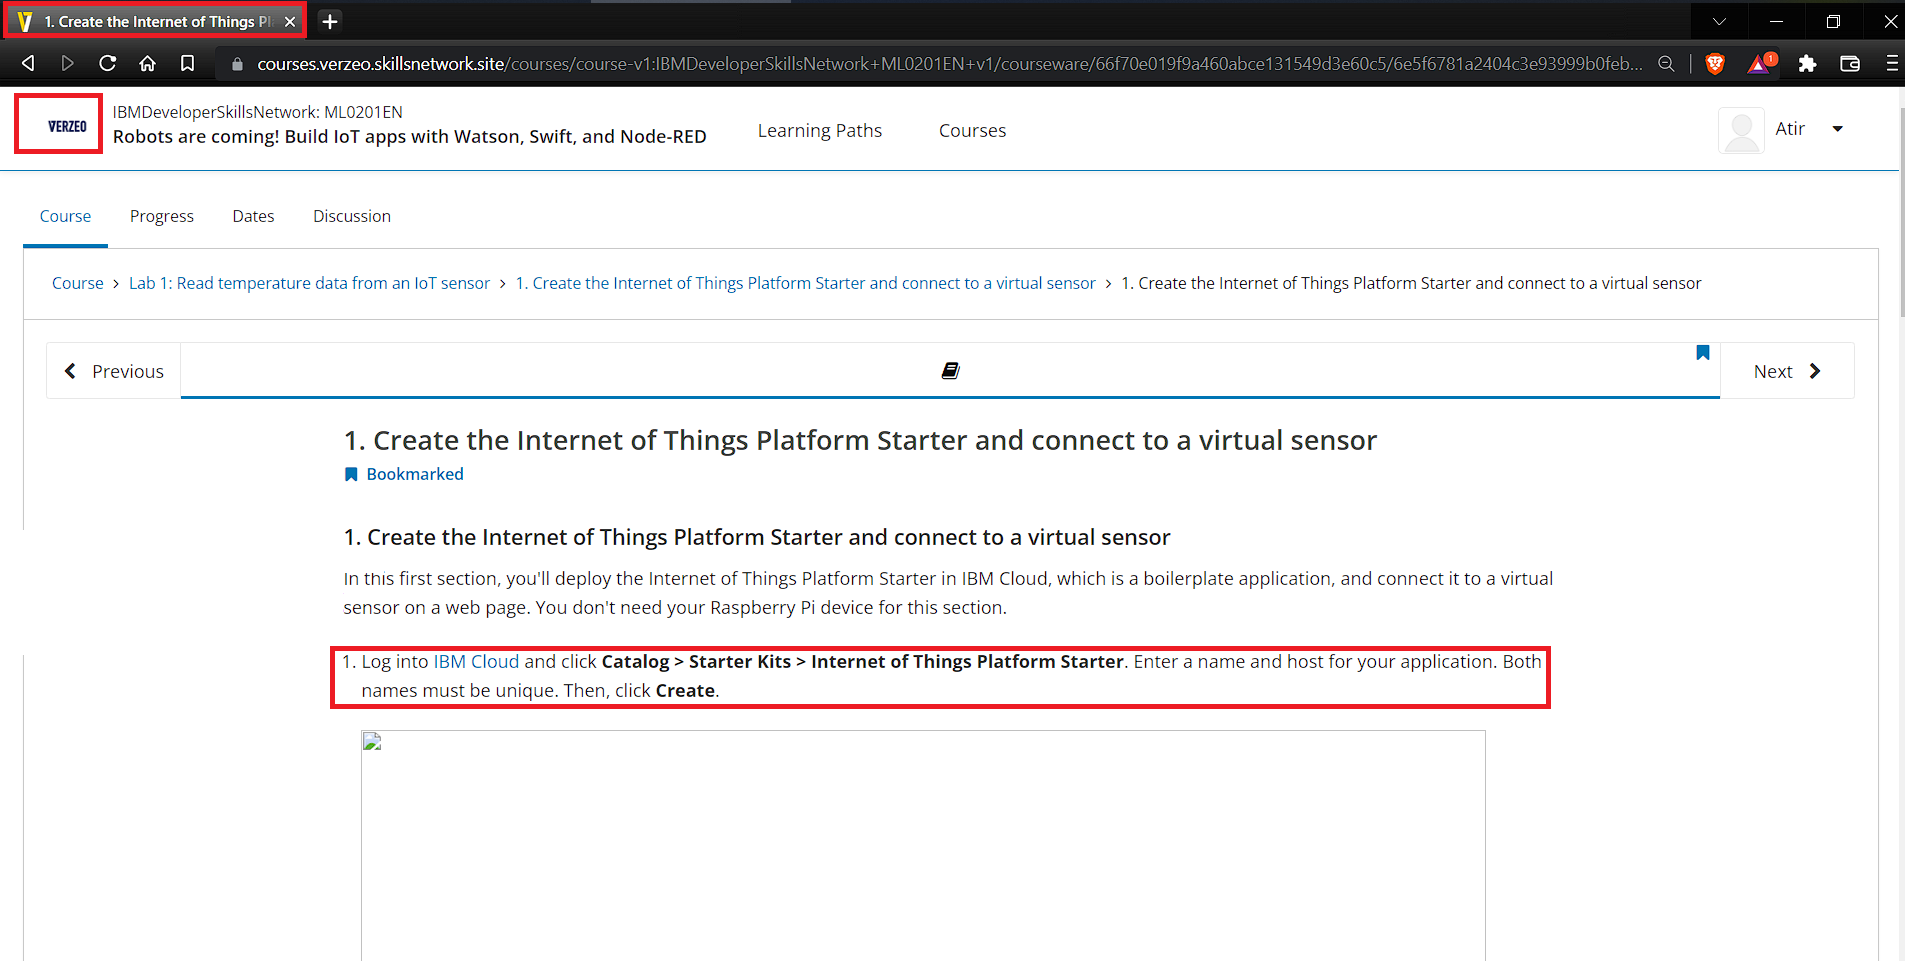 1. Create the Internet of Things Pl
courses.verzeo.skillsnetwork.site/courses/course-v1:IBMDeveloperSkillsNetwork+ML0201EN+v1/courseware/66f70e019f9a460abce131549d3e60c5/6e5f6781a2404c3e93999b0feb...
1
VERZEO
IBMDeveloperSkillsNetwork: ML0201EN
Robots are coming! Build IoT apps with Watson, Swift, and Node-RED
Learning Paths
Courses
Atir
Course
Progress
Dates
Discussion
Course > Lab 1: Read temperature data from an IoT sensor > 1. Create the Internet of Things Platform Starter and connect to a virtual sensor > 1. Create the Internet of Things Platform Starter and connect to a virtual sensor
Previous
Next
1. Create the Internet of Things Platform Starter and connect to a virtual sensor
Bookmarked
1. Create the Internet of Things Platform Starter and connect to a virtual sensor
In this first section, you'll deploy the Internet of Things Platform Starter in IBM Cloud, which is a boilerplate application, and connect it to a virtual
sensor on a web page. You don't need your Raspberry Pi device for this section.
1. Log into IBM Cloud and click Catalog > Starter Kits > Internet of Things Platform Starter. Enter a name and host for your application. Both
names must be unique. Then, click Create.